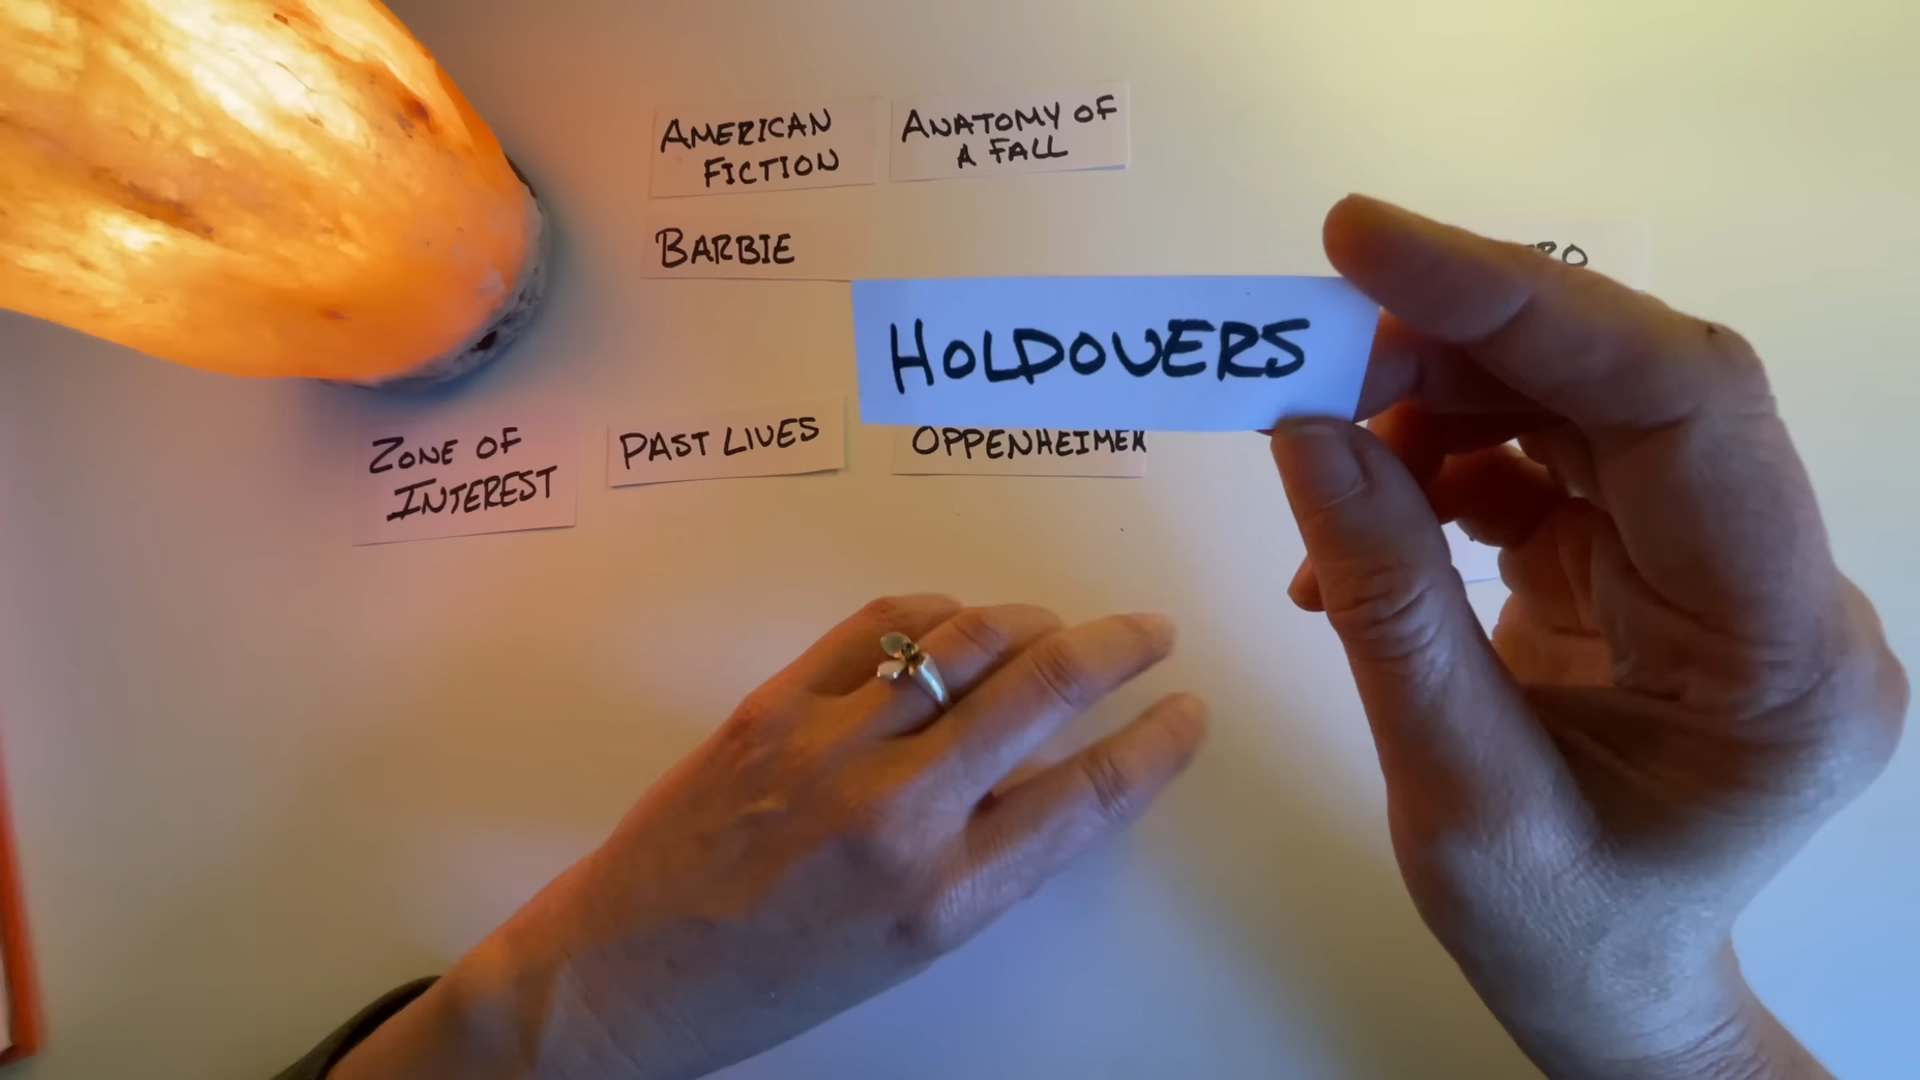 AMERICAN
FICTION
ANATOMY OF
A FALL
BARBIE
HOLDOVERS
ZONE OF
INTEREST
PAST LIVES
OPPENHEIMER